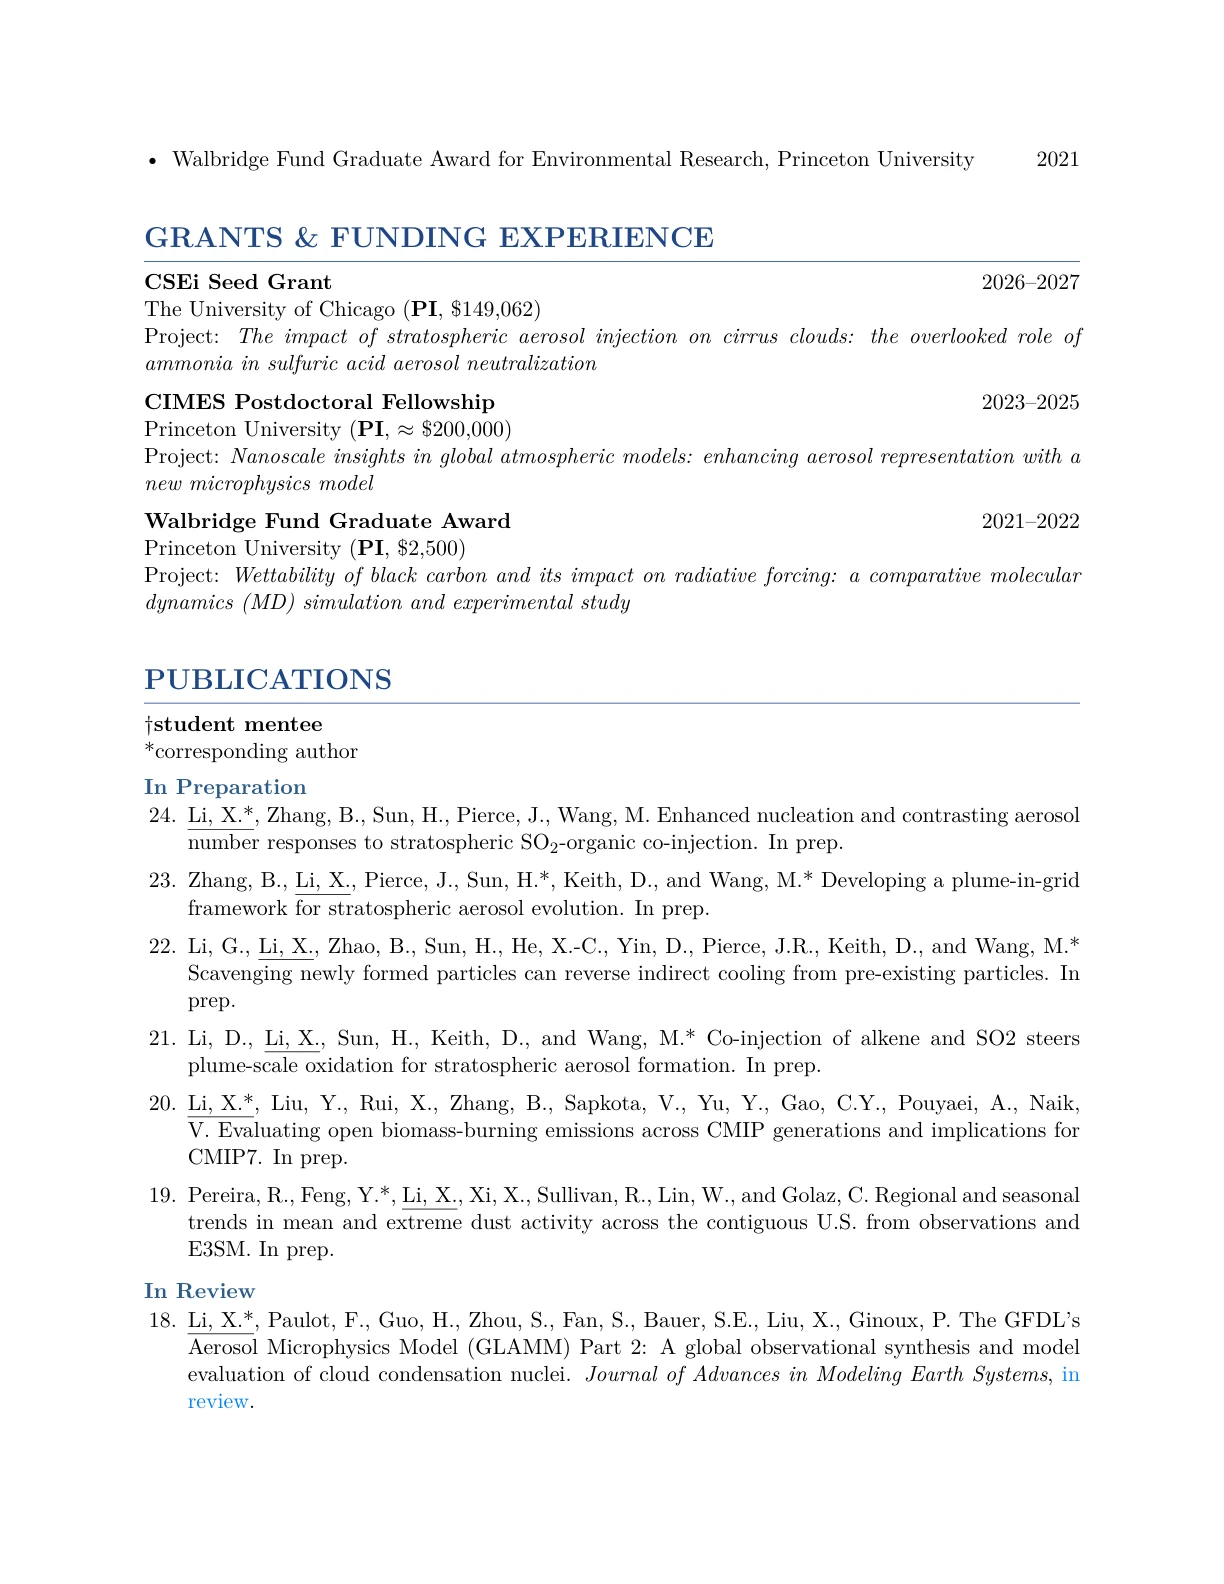 • Walbridge Fund Graduate Award for Environmental Research, Princeton University 2021
GRANTS & FUNDING EXPERIENCE
CSEi Seed Grant 2026–2027
The University of Chicago (PI, $149,062)
Project: The impact of stratospheric aerosol injection on cirrus clouds: the overlooked role of
ammonia in sulfuric acid aerosol neutralization
CIMES Postdoctoral Fellowship 2023–2025
Princeton University (PI, ≈ $200,000)
Project: Nanoscale insights in global atmospheric models: enhancing aerosol representation with a
new microphysics model
Walbridge Fund Graduate Award 2021–2022
Princeton University (PI, $2,500)
Project: Wettability of black carbon and its impact on radiative forcing: a comparative molecular
dynamics (MD) simulation and experimental study
PUBLICATIONS
†student mentee
*corresponding author
In Preparation
24. Li, X.*, Zhang, B., Sun, H., Pierce, J., Wang, M. Enhanced nucleation and contrasting aerosol
number responses to stratospheric SO₂-organic co-injection. In prep.
23. Zhang, B., Li, X., Pierce, J., Sun, H.*, Keith, D., and Wang, M.* Developing a plume-in-grid
framework for stratospheric aerosol evolution. In prep.
22. Li, G., Li, X., Zhao, B., Sun, H., He, X.-C., Yin, D., Pierce, J.R., Keith, D., and Wang, M.*
Scavenging newly formed particles can reverse indirect cooling from pre-existing particles. In
prep.
21. Li, D., Li, X., Sun, H., Keith, D., and Wang, M.* Co-injection of alkene and SO2 steers
plume-scale oxidation for stratospheric aerosol formation. In prep.
20. Li, X.*, Liu, Y., Rui, X., Zhang, B., Sapkota, V., Yu, Y., Gao, C.Y., Pouyaei, A., Naik,
V. Evaluating open biomass-burning emissions across CMIP generations and implications for
CMIP7. In prep.
19. Pereira, R., Feng, Y.*, Li, X., Xi, X., Sullivan, R., Lin, W., and Golaz, C. Regional and seasonal
trends in mean and extreme dust activity across the contiguous U.S. from observations and
E3SM. In prep.
In Review
18. Li, X.*, Paulot, F., Guo, H., Zhou, S., Fan, S., Bauer, S.E., Liu, X., Ginoux, P. The GFDL's
Aerosol Microphysics Model (GLAMM) Part 2: A global observational synthesis and model
evaluation of cloud condensation nuclei. Journal of Advances in Modeling Earth Systems, in
review.